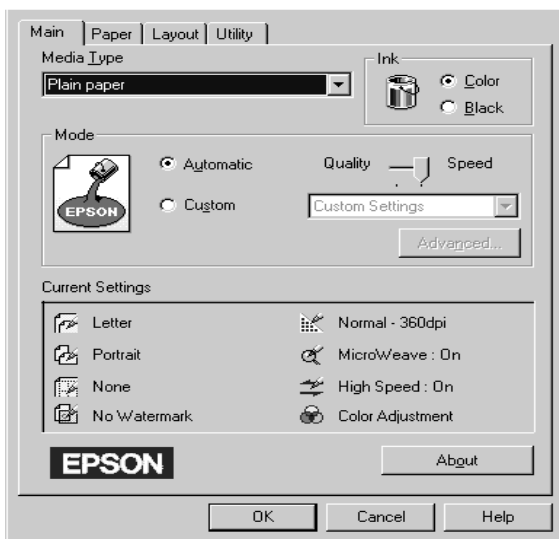 Main Paper Layout Utility
Media Type
Plain paper
Ink
Color
Black
Mode
EPSON
Automatic
Custom
Quality Speed
Custom Settings
Advanced...
Current Settings
Letter Normal - 360dpi
Portrait MicroWeave : On
None High Speed : On
No Watermark Color Adjustment
EPSON
About
OK Cancel Help